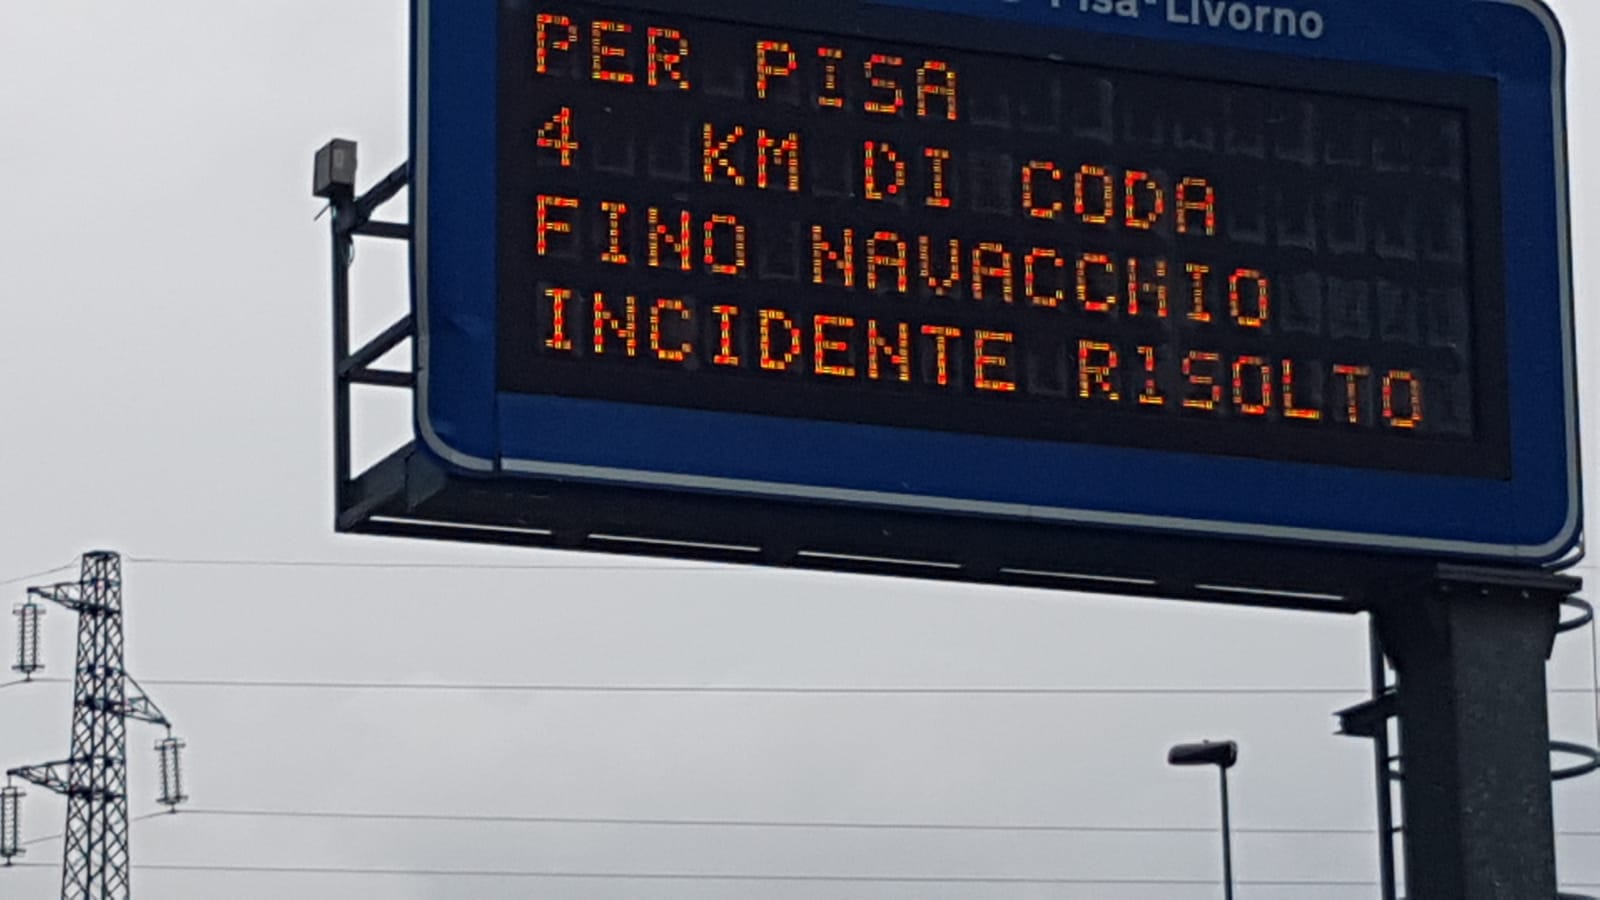 Pisa-Livorno
PER PISA
4 KM DI CODA
FINO NAVACCHIO
INCIDENTE RISOLTO